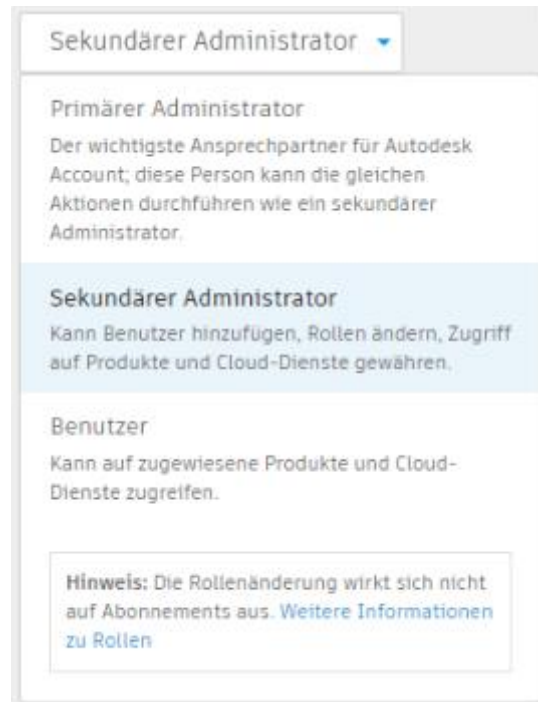 Sekundärer Administrator
Primärer Administrator
Der wichtigste Ansprechpartner für Autodesk
Account; diese Person kann die gleichen
Aktionen durchführen wie ein sekundärer
Administrator.
Sekundärer Administrator
Kann Benutzer hinzufügen, Rollen ändern, Zugriff
auf Produkte und Cloud-Dienste gewähren.
Benutzer
Kann auf zugewiesene Produkte und Cloud-
Dienste zugreifen.
Hinweis: Die Rollenänderung wirkt sich nicht
auf Abonnements aus. Weitere Informationen
zu Rollen